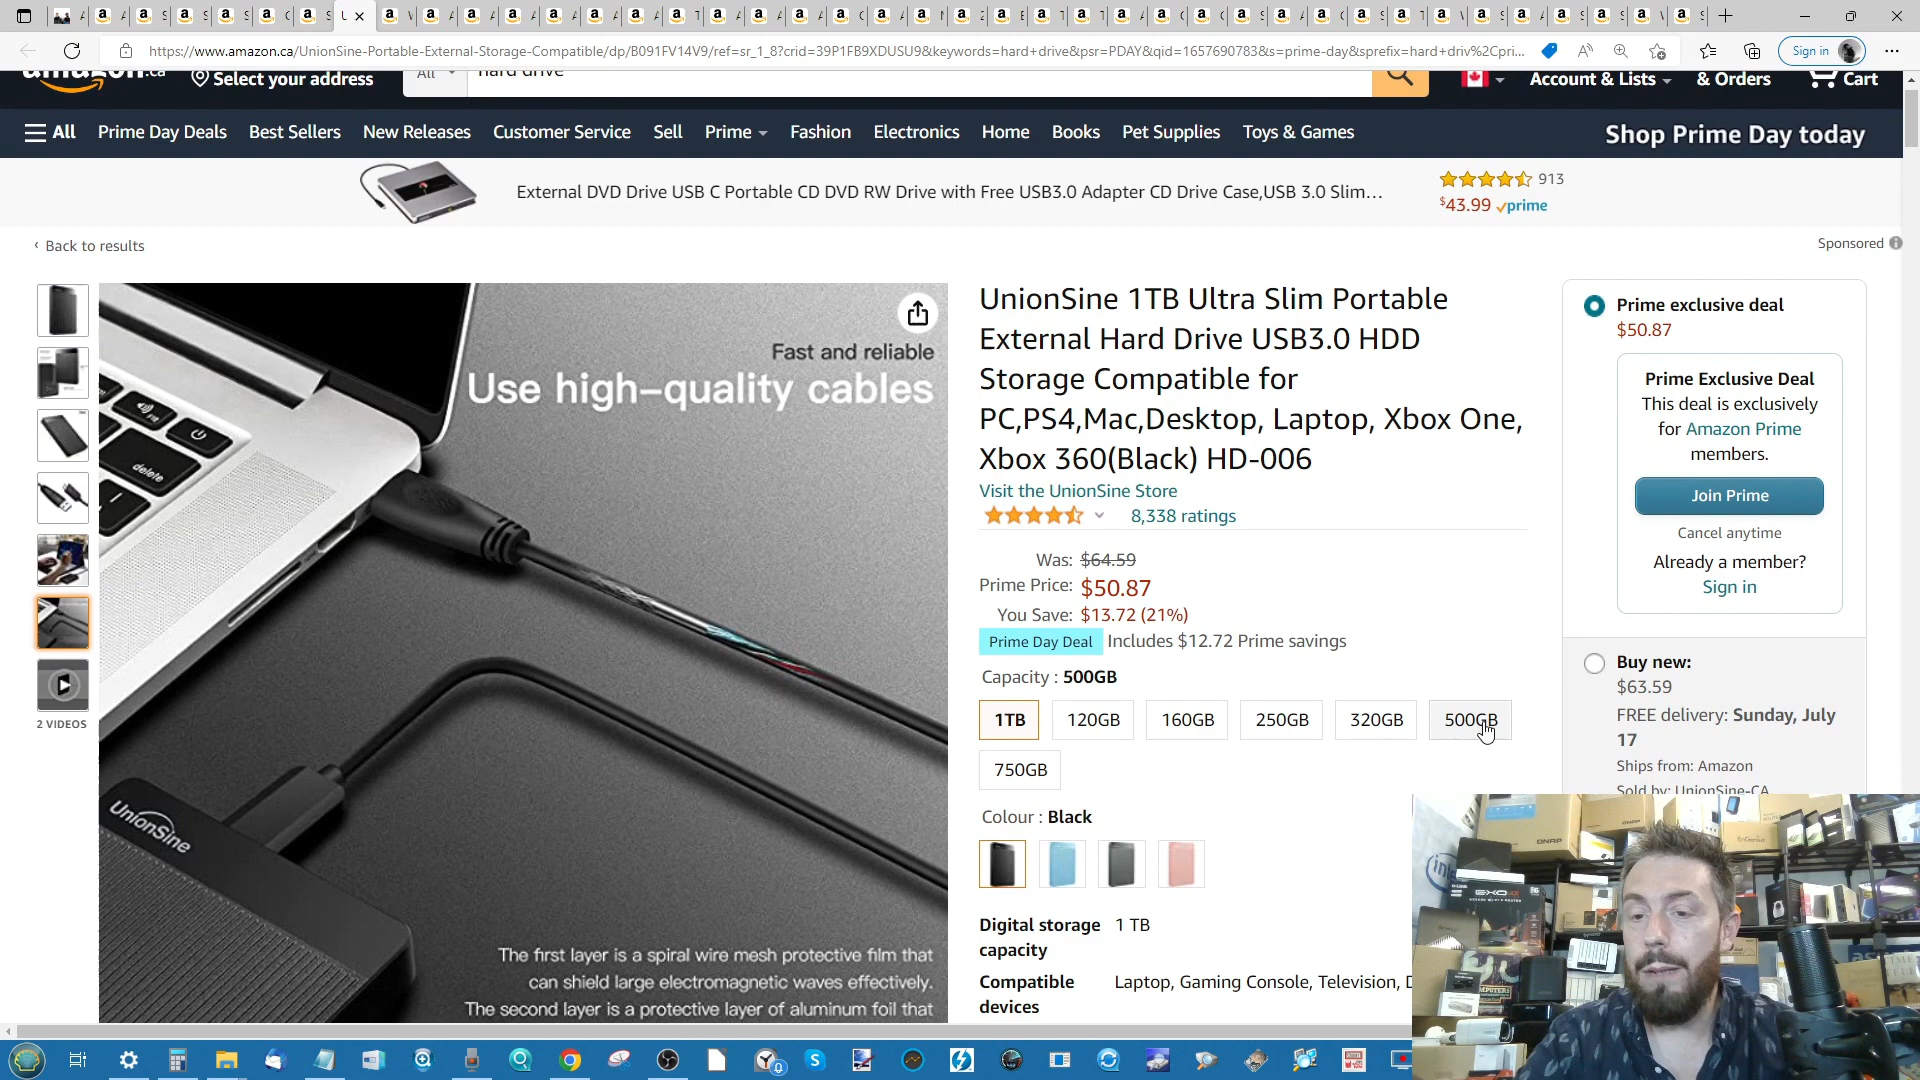 https://www.amazon.ca/UnionSine-Portable-External-Storage-Compatible/dp/B091FV14V9/ref=sr_1_8?crid=39P1FB9XDUSU9&keywords=hard+drive&psr=PDAY&qid=1657690783&s=prime-day&sprefix=hard+driv%2Cpri...
Sign in
amazon.ca
Select your address
All
hard drive
Account & Lists
& Orders
Cart
All Prime Day Deals Best Sellers New Releases Customer Service Sell Prime Fashion Electronics Home Books Pet Supplies Toys & Games
Shop Prime Day today
External DVD Drive USB C Portable CD DVD RW Drive with Free USB3.0 Adapter CD Drive Case,USB 3.0 Slim...
913
$43.99 prime
‹ Back to results
Sponsored
Fast and reliable
Use high-quality cables
delete
UnionSine
The first layer is a spiral wire mesh protective film that
can shield large electromagnetic waves effectively.
The second layer is a protective layer of aluminum foil that
2 VIDEOS
UnionSine 1TB Ultra Slim Portable
External Hard Drive USB3.0 HDD
Storage Compatible for
PC,PS4,Mac,Desktop, Laptop, Xbox One,
Xbox 360(Black) HD-006
Visit the UnionSine Store
8,338 ratings
Was: $64.59
Prime Price: $50.87
You Save: $13.72 (21%)
Prime Day Deal Includes $12.72 Prime savings
Capacity : 500GB
1TB 120GB 160GB 250GB 320GB 500GB
750GB
Colour : Black
Digital storage 1 TB
capacity
Compatible Laptop, Gaming Console, Television, D
devices
Prime exclusive deal
$50.87
Prime Exclusive Deal
This deal is exclusively
for Amazon Prime
members.
Join Prime
Cancel anytime
Already a member?
Sign in
Buy new:
$63.59
FREE delivery: Sunday, July
17
Ships from: Amazon
Sold by: UnionSine-CA
intel
QNAP